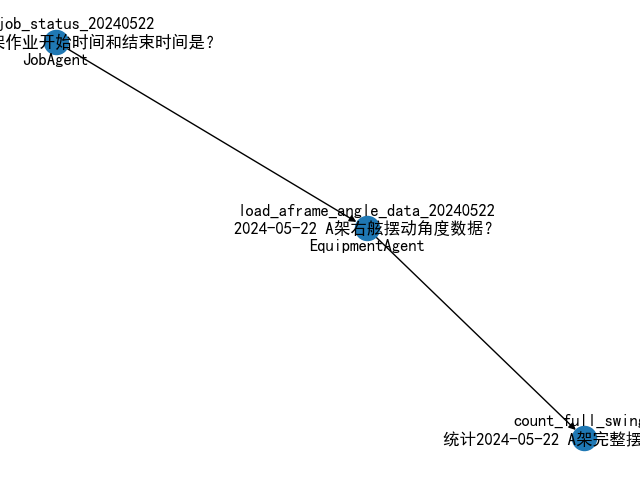 job_status_20240522
架作业开始时间和结束时间是?
JobAgent
load_aframe_angle_data_20240522
2024-05-22 A架右舷摆动角度数据?
EquipmentAgent
count_full_swing
统计2024-05-22 A架完整摆